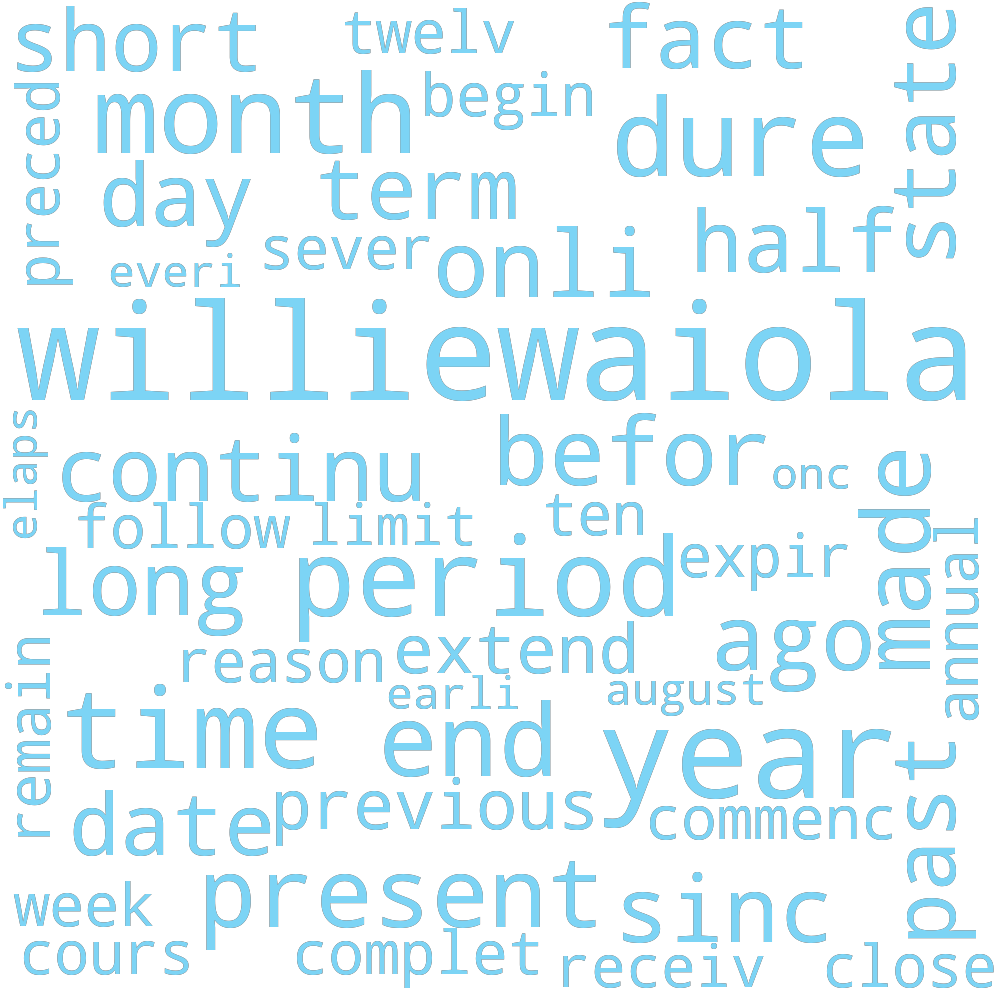 short
twelv
fact
state
preceded
month
begin
dure
day
term
half
sever
onli
everi
williewaiola
elaps
continu
befor
onc
made
follow
limit
ten
annual
long
period
expir
ago
reason
extend
remain
earli
august
time
end
year
past
date
previous
commenc
week
present
sinc
cours
complet
receiv
close